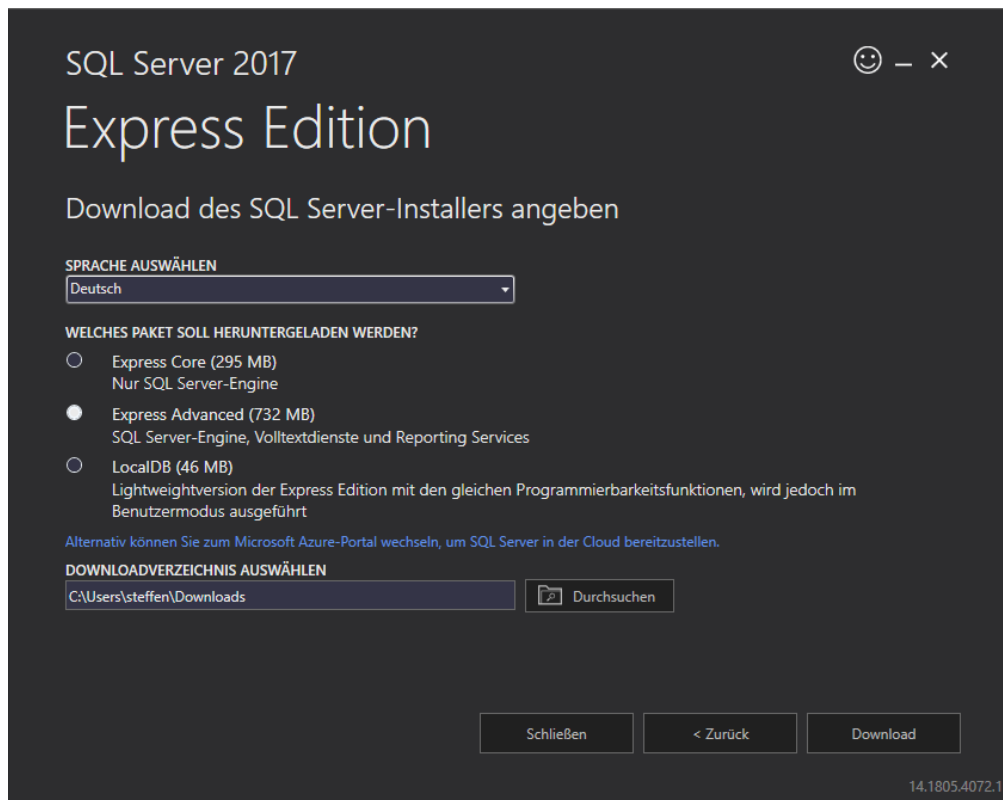 SQL Server 2017
Express Edition
Download des SQL Server-Installers angeben
SPRACHE AUSWÄHLEN
Deutsch
WELCHES PAKET SOLL HERUNTERGELADEN WERDEN?
Express Core (295 MB)
Nur SQL Server-Engine
Express Advanced (732 MB)
SQL Server-Engine, Volltextdienste und Reporting Services
LocalDB (46 MB)
Lightweightversion der Express Edition mit den gleichen Programmierbarkeitsfunktionen, wird jedoch im
Benutzermodus ausgeführt
Alternativ können Sie zum Microsoft Azure-Portal wechseln, um SQL Server in der Cloud bereitzustellen.
DOWNLOADVERZEICHNIS AUSWÄHLEN
C:\Users\steffen\Downloads
Durchsuchen
Schließen
< Zurück
Download
14.1805.4072.1